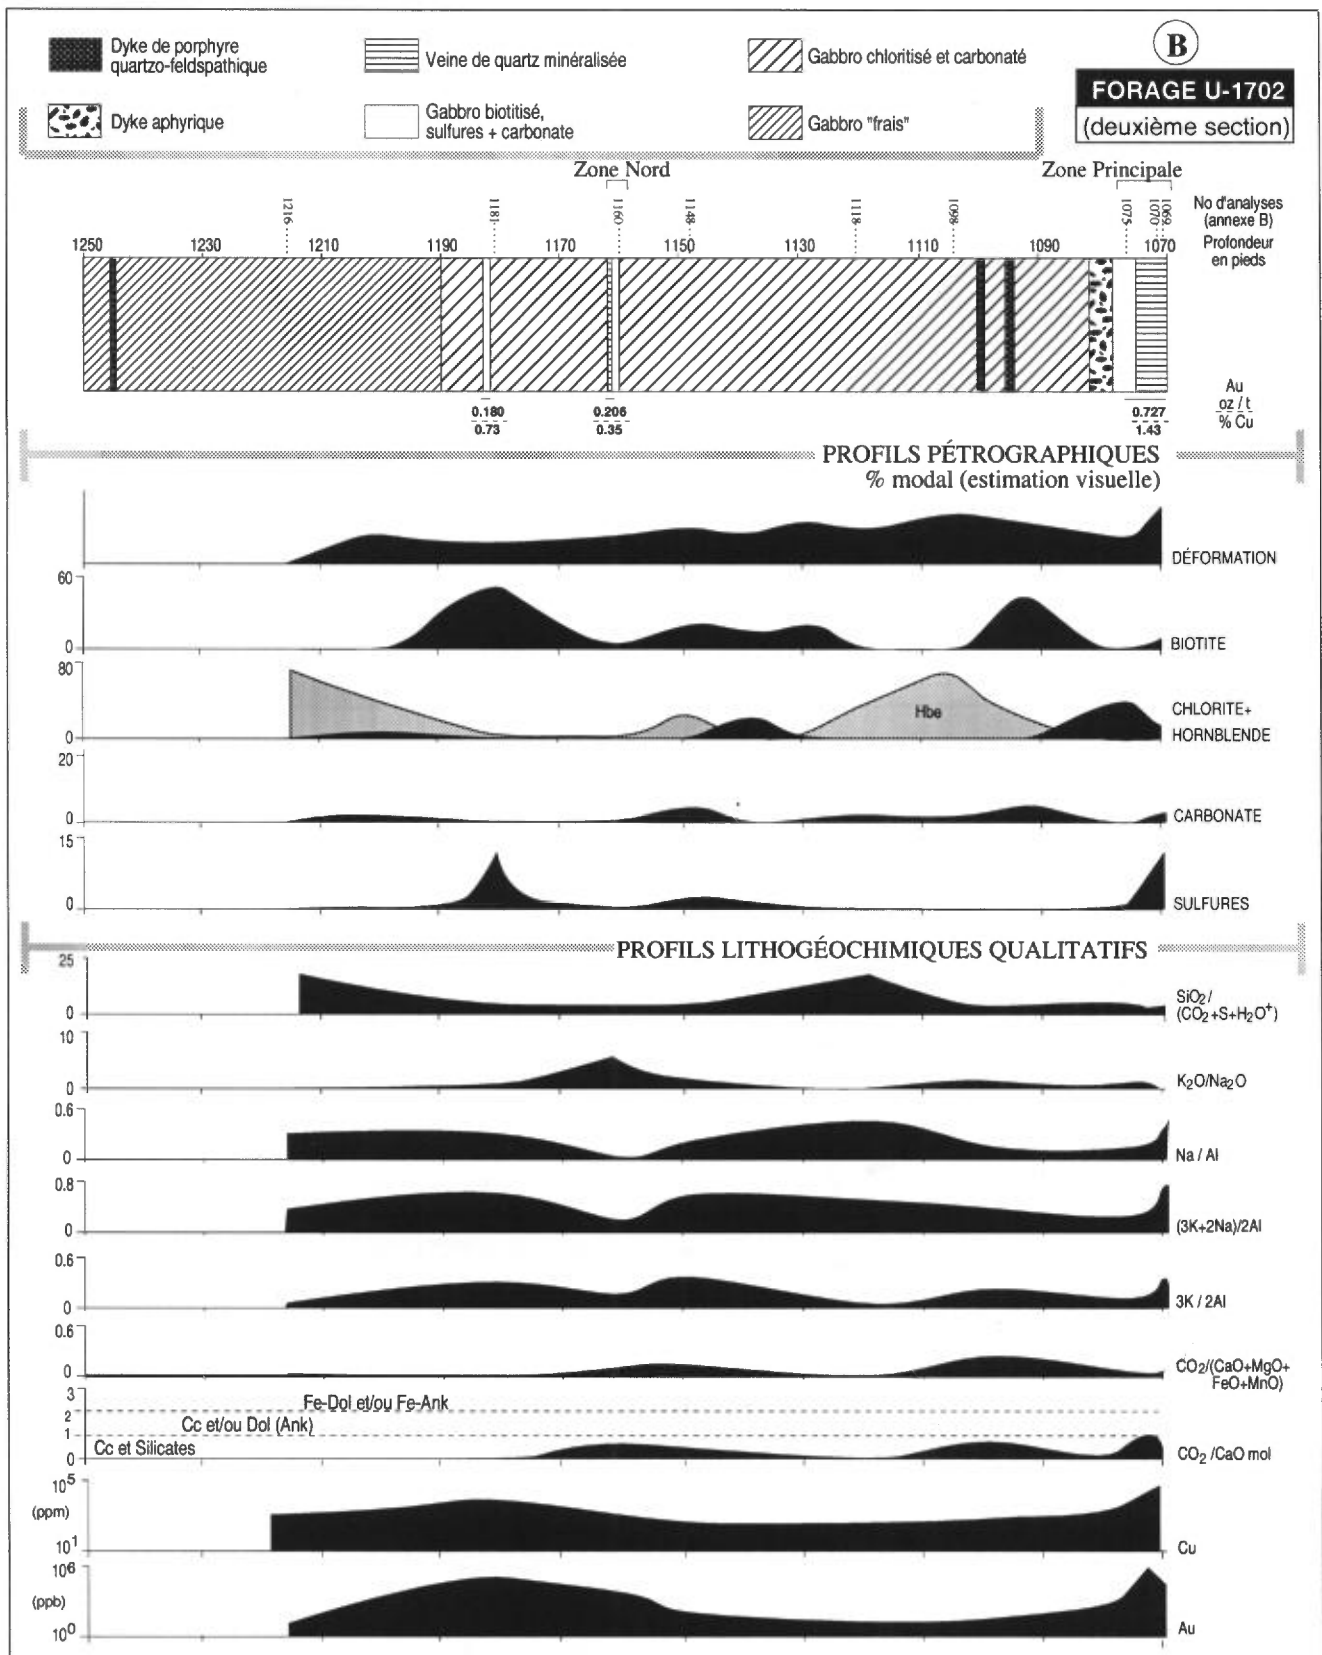 Dyke de porphyre
quartzo-feldspathique
Veine de quartz minéralisée
Gabbro chloritisé et carbonaté
B
FORAGE U-1702
(deuxième section)
Dyke aphyrique
Gabbro biotitisé,
sulfures + carbonate
Gabbro "frais"
Zone Nord
Zone Principale
1216 1181 1160 1148 1118 1098 1075 1070 1069
No d'analyses
(annexe B)
1250 1230 1210 1190 1170 1150 1130 1110 1090 1070
Profondeur
en pieds
0.180
0.73
0.206
0.35
0.727
1.43
Au
oz / t
% Cu
PROFILS PÉTROGRAPHIQUES
% modal (estimation visuelle)
DÉFORMATION
60
0
BIOTITE
80
0
Hbe
CHLORITE+
HORNBLENDE
20
0
CARBONATE
15
0
SULFURES
PROFILS LITHOGÉOCHIMIQUES QUALITATIFS
25
0
SiO2 /
(CO2+S+H2O+)
10
0
K2O/Na2O
0.6
0
Na / Al
0.8
0
(3K+2Na)/2Al
0.6
0
3K / 2Al
0.6
0
CO2/(CaO+MgO+
FeO+MnO)
3
2
1
0
Fe-Dol et/ou Fe-Ank
Cc et/ou Dol (Ank)
Cc et Silicates
CO2 /CaO mol
10^5
(ppm)
10^1
Cu
10^6
(ppb)
10^0
Au